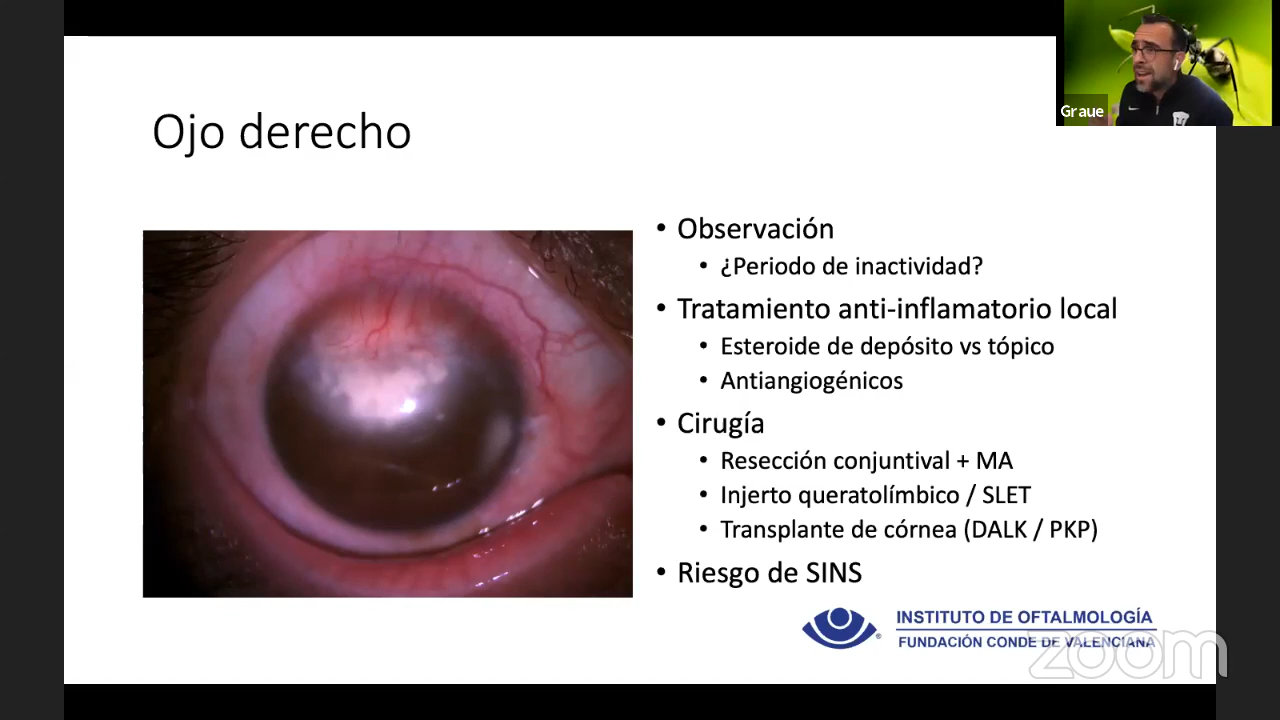 Graue
Ojo derecho
• Observación
• ¿Periodo de inactividad?
• Tratamiento anti-inflamatorio local
• Esteroide de depósito vs tópico
• Antiangiogénicos
• Cirugía
• Resección conjuntival + MA
• Injerto queratolímbico / SLET
• Transplante de córnea (DALK / PKP)
• Riesgo de SINS
INSTITUTO DE OFTALMOLOGÍA
FUNDACIÓN CONDE DE VALENCIANA
zoom